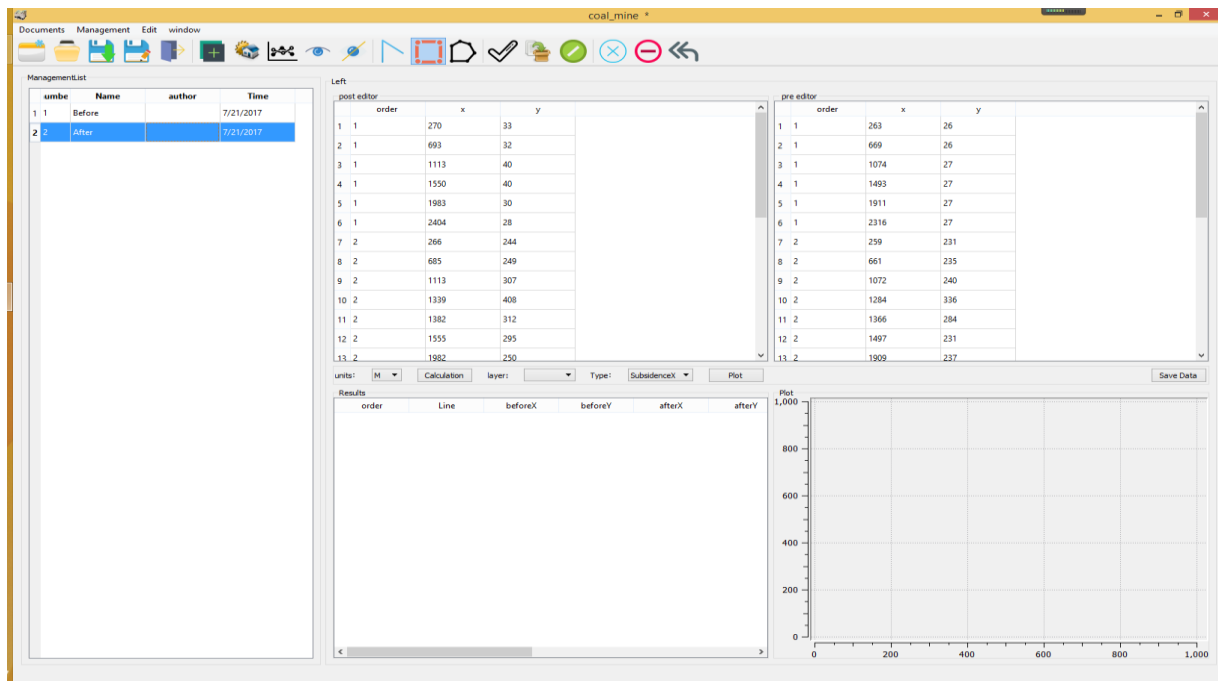 coal_mine *
Documents Management Edit window
ManagementList
umbe Name author Time
1 1 Before 7/21/2017
2 2 After 7/21/2017
Left
post editor
order x y
1 1 270 33
2 1 693 32
3 1 1113 40
4 1 1550 40
5 1 1983 30
6 1 2404 28
7 2 266 244
8 2 685 249
9 2 1113 307
10 2 1339 408
11 2 1382 312
12 2 1555 295
13 2 1982 250
pre editor
order x y
1 1 263 26
2 1 669 26
3 1 1074 27
4 1 1493 27
5 1 1911 27
6 1 2316 27
7 2 259 231
8 2 661 235
9 2 1072 240
10 2 1284 336
11 2 1366 284
12 2 1497 231
13 2 1909 237
units: M Calculation layer: Type: SubsidenceX Plot Save Data
Results
order Line beforeX beforeY afterX afterY
Plot
1,000
800
600
400
200
0
0 200 400 600 800 1,000